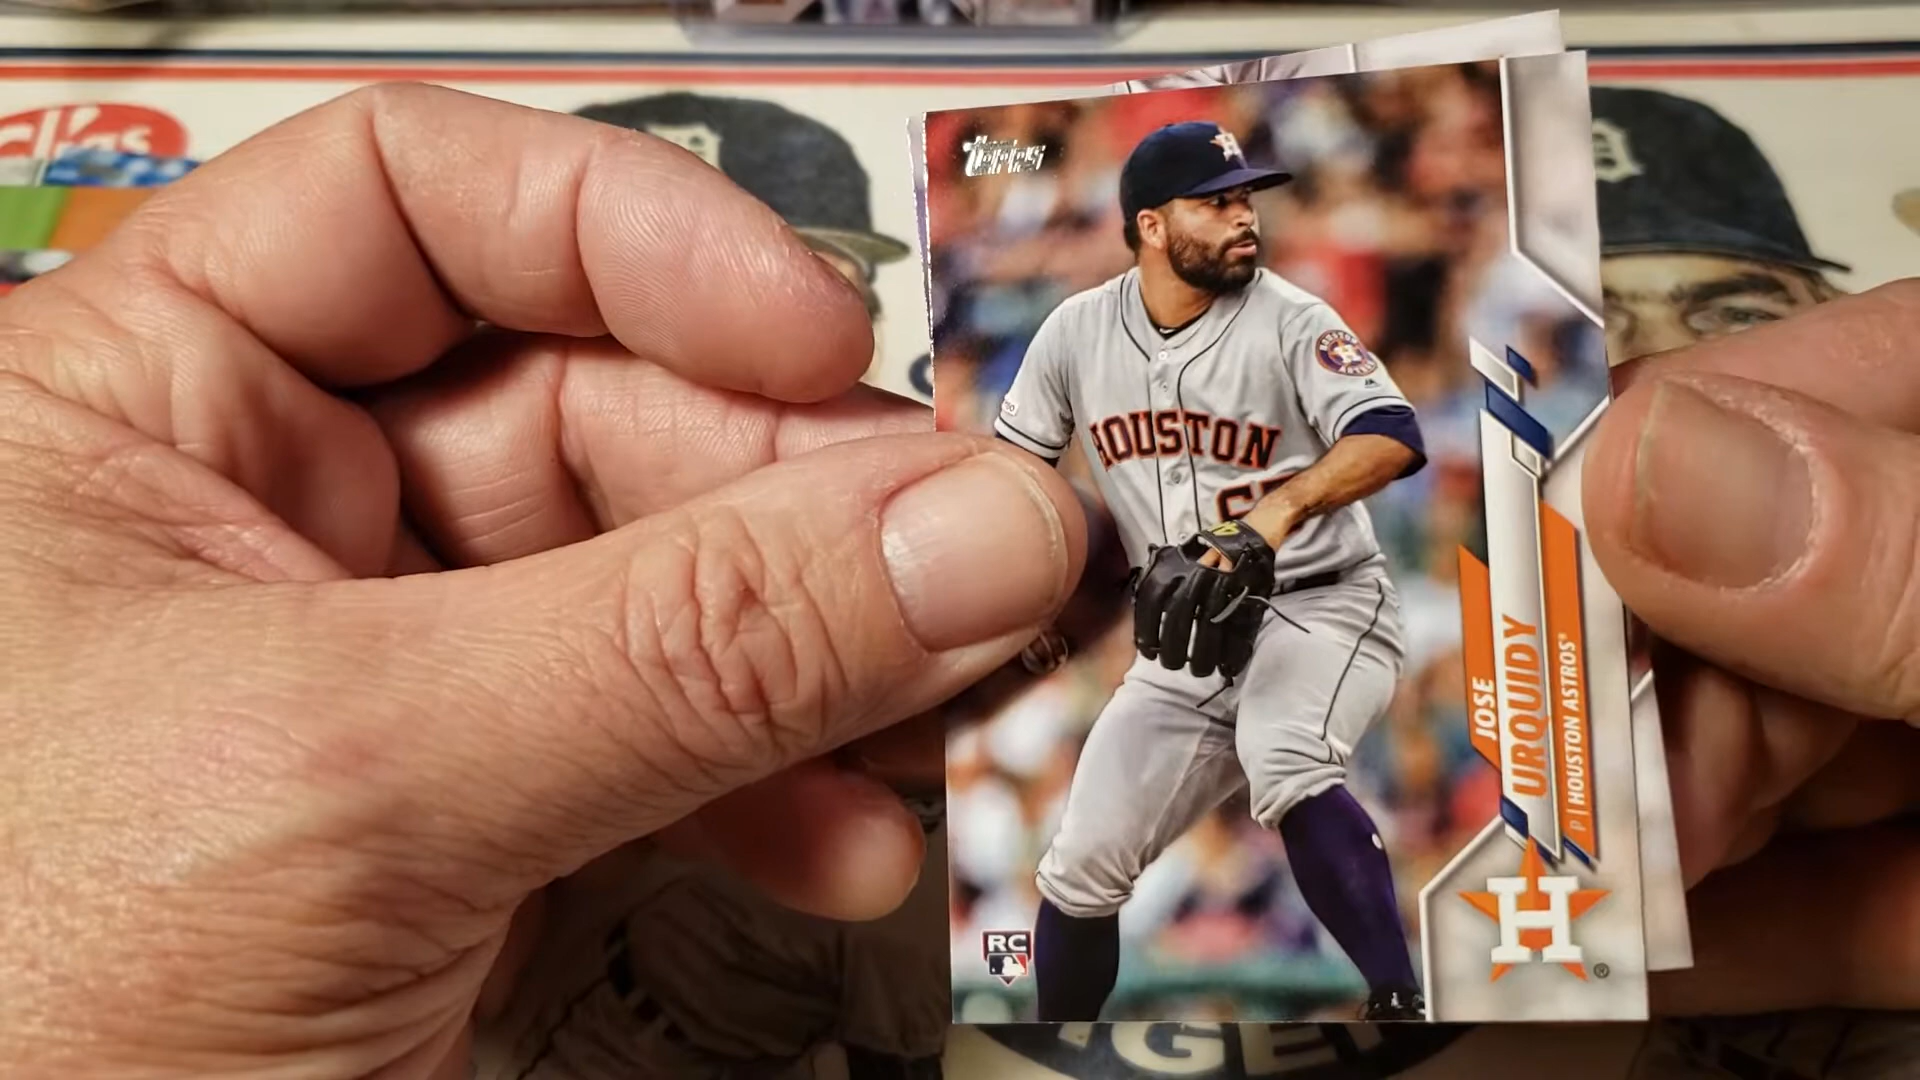 Topps
HOUSTON
JOSE
URQUIDY
P | HOUSTON ASTROS®
H
®
RC